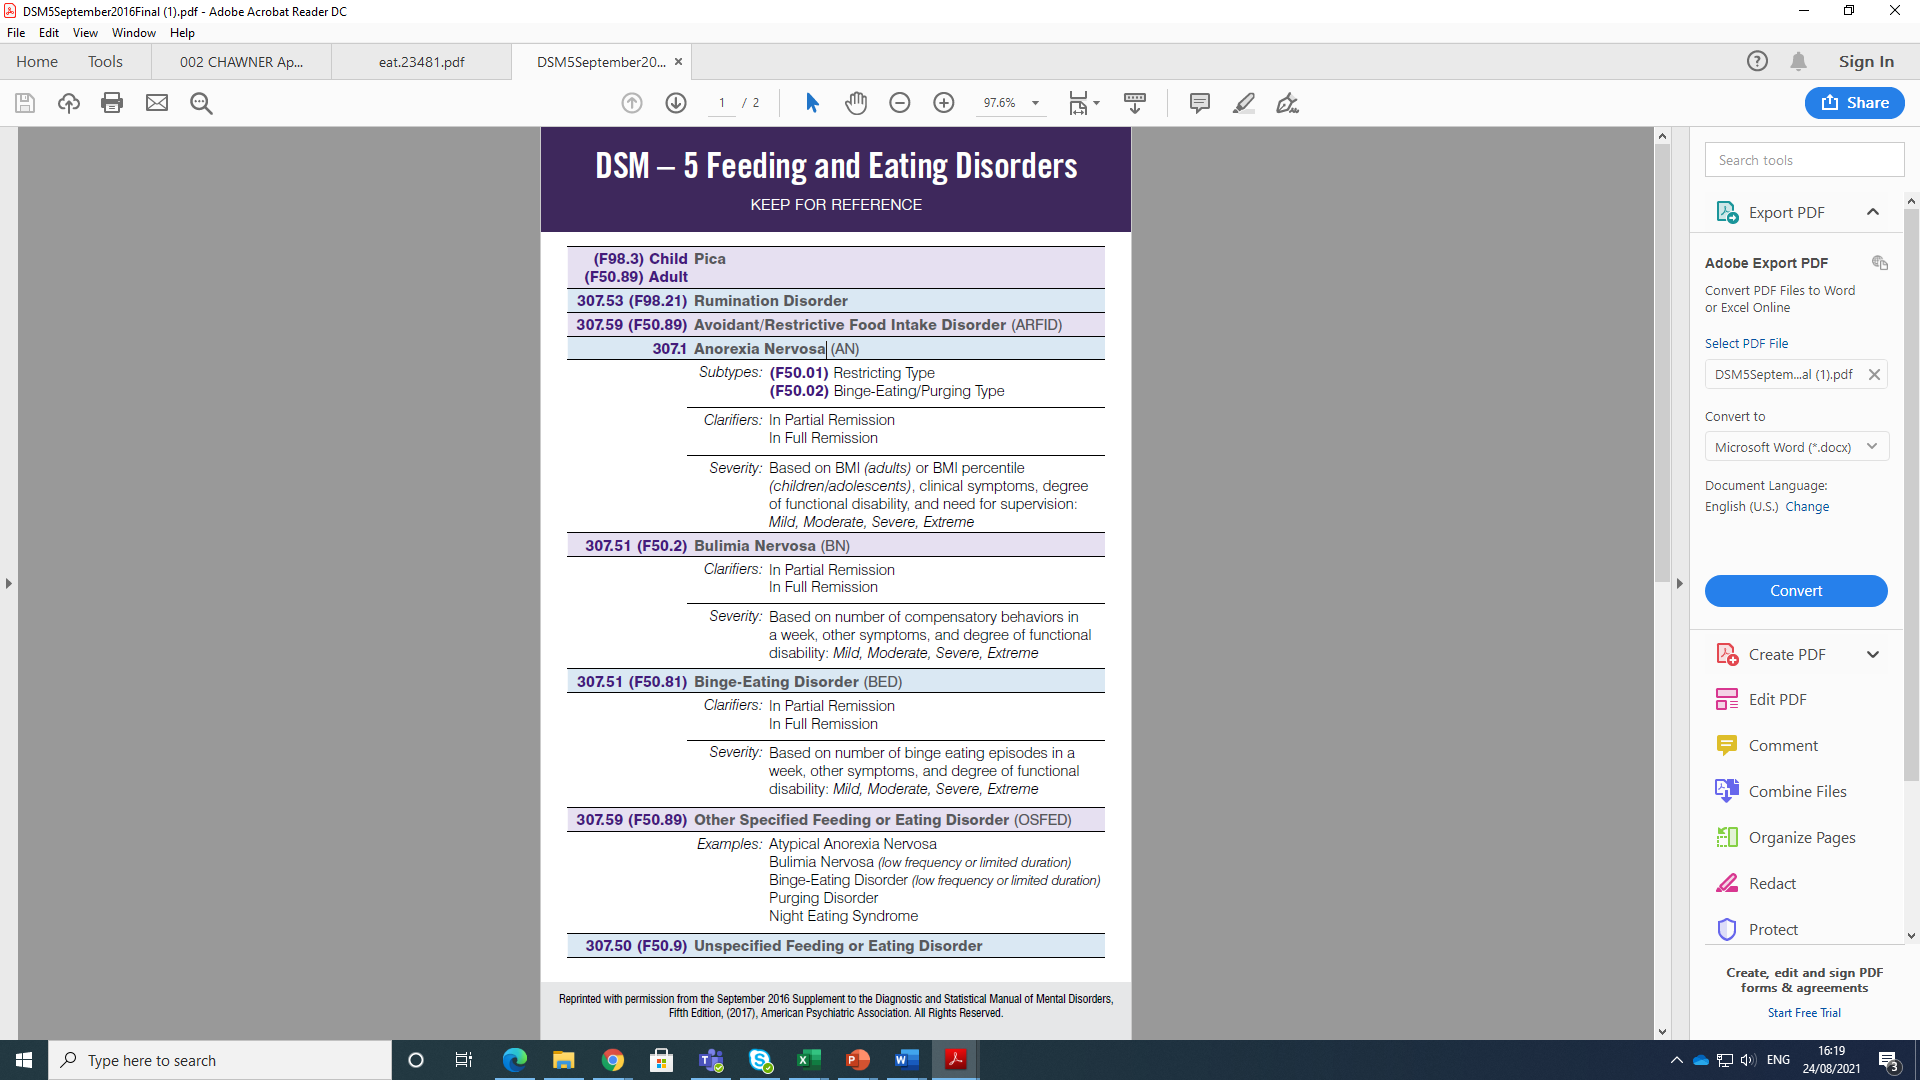 DSM5September2016Final (1).pdf - Adobe Acrobat Reader DC
File Edit View Window Help
Home Tools 002 CHAWNER Ap... eat.23481.pdf DSM5September20... Sign In
1 / 2 97.6% Share
DSM – 5 Feeding and Eating Disorders
KEEP FOR REFERENCE
(F98.3) Child Pica
(F50.89) Adult
307.53 (F98.21) Rumination Disorder
307.59 (F50.89) Avoidant/Restrictive Food Intake Disorder (ARFID)
307.1 Anorexia Nervosa (AN)
Subtypes: (F50.01) Restricting Type
(F50.02) Binge-Eating/Purging Type
Clarifiers: In Partial Remission
In Full Remission
Severity: Based on BMI (adults) or BMI percentile
(children/adolescents), clinical symptoms, degree
of functional disability, and need for supervision:
Mild, Moderate, Severe, Extreme
307.51 (F50.2) Bulimia Nervosa (BN)
Clarifiers: In Partial Remission
In Full Remission
Severity: Based on number of compensatory behaviors in
a week, other symptoms, and degree of functional
disability: Mild, Moderate, Severe, Extreme
307.51 (F50.81) Binge-Eating Disorder (BED)
Clarifiers: In Partial Remission
In Full Remission
Severity: Based on number of binge eating episodes in a
week, other symptoms, and degree of functional
disability: Mild, Moderate, Severe, Extreme
307.59 (F50.89) Other Specified Feeding or Eating Disorder (OSFED)
Examples: Atypical Anorexia Nervosa
Bulimia Nervosa (low frequency or limited duration)
Binge-Eating Disorder (low frequency or limited duration)
Purging Disorder
Night Eating Syndrome
307.50 (F50.9) Unspecified Feeding or Eating Disorder
Reprinted with permission from the September 2016 Supplement to the Diagnostic and Statistical Manual of Mental Disorders,
Fifth Edition, (2017), American Psychiatric Association. All Rights Reserved.
Search tools
Export PDF
Adobe Export PDF
Convert PDF Files to Word
or Excel Online
Select PDF File
DSM5Septem...al (1).pdf
Convert to
Microsoft Word (*.docx)
Document Language:
English (U.S.) Change
Convert
Create PDF
Edit PDF
Comment
Combine Files
Organize Pages
Redact
Protect
Create, edit and sign PDF
forms & agreements
Start Free Trial
Type here to search
ENG
16:19
24/08/2021
3